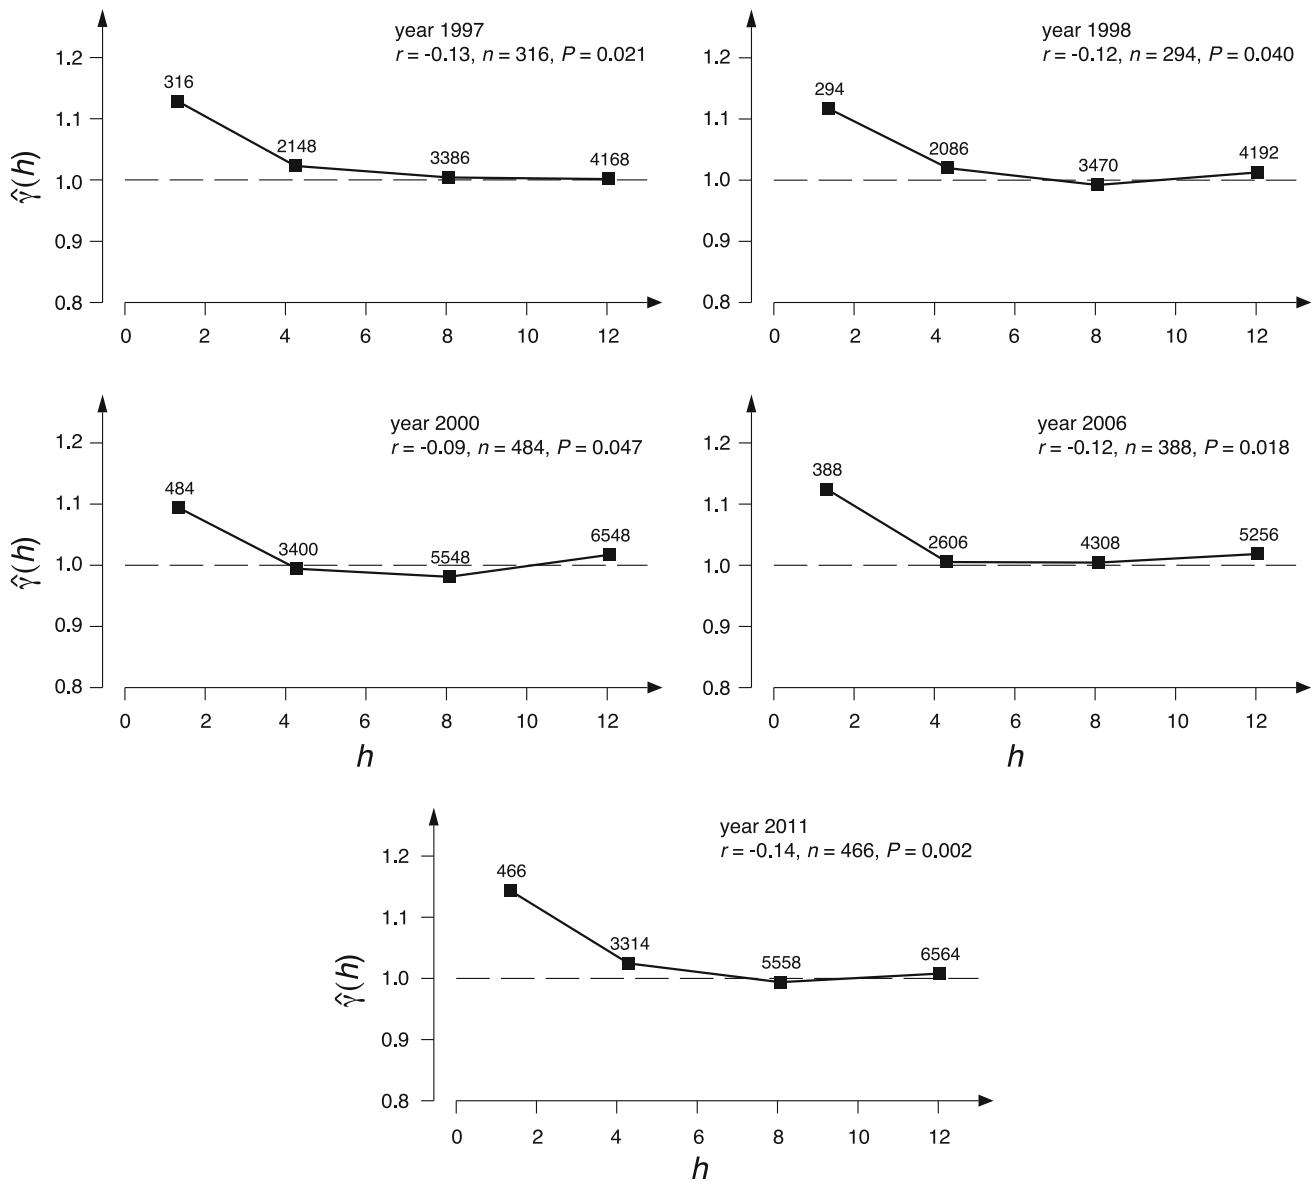 year 1997
r = -0.13, n = 316, P = 0.021
1.2
1.1
1.0
0.9
0.8
γ̂(h)
316
2148
3386
4168
0 2 4 6 8 10 12
year 1998
r = -0.12, n = 294, P = 0.040
1.2
1.1
1.0
0.9
0.8
294
2086
3470
4192
0 2 4 6 8 10 12
year 2000
r = -0.09, n = 484, P = 0.047
1.2
1.1
1.0
0.9
0.8
γ̂(h)
484
3400
5548
6548
0 2 4 6 8 10 12
h
year 2006
r = -0.12, n = 388, P = 0.018
1.2
1.1
1.0
0.9
0.8
388
2606
4308
5256
0 2 4 6 8 10 12
h
year 2011
r = -0.14, n = 466, P = 0.002
1.2
1.1
1.0
0.9
0.8
γ̂(h)
466
3314
5558
6564
0 2 4 6 8 10 12
h